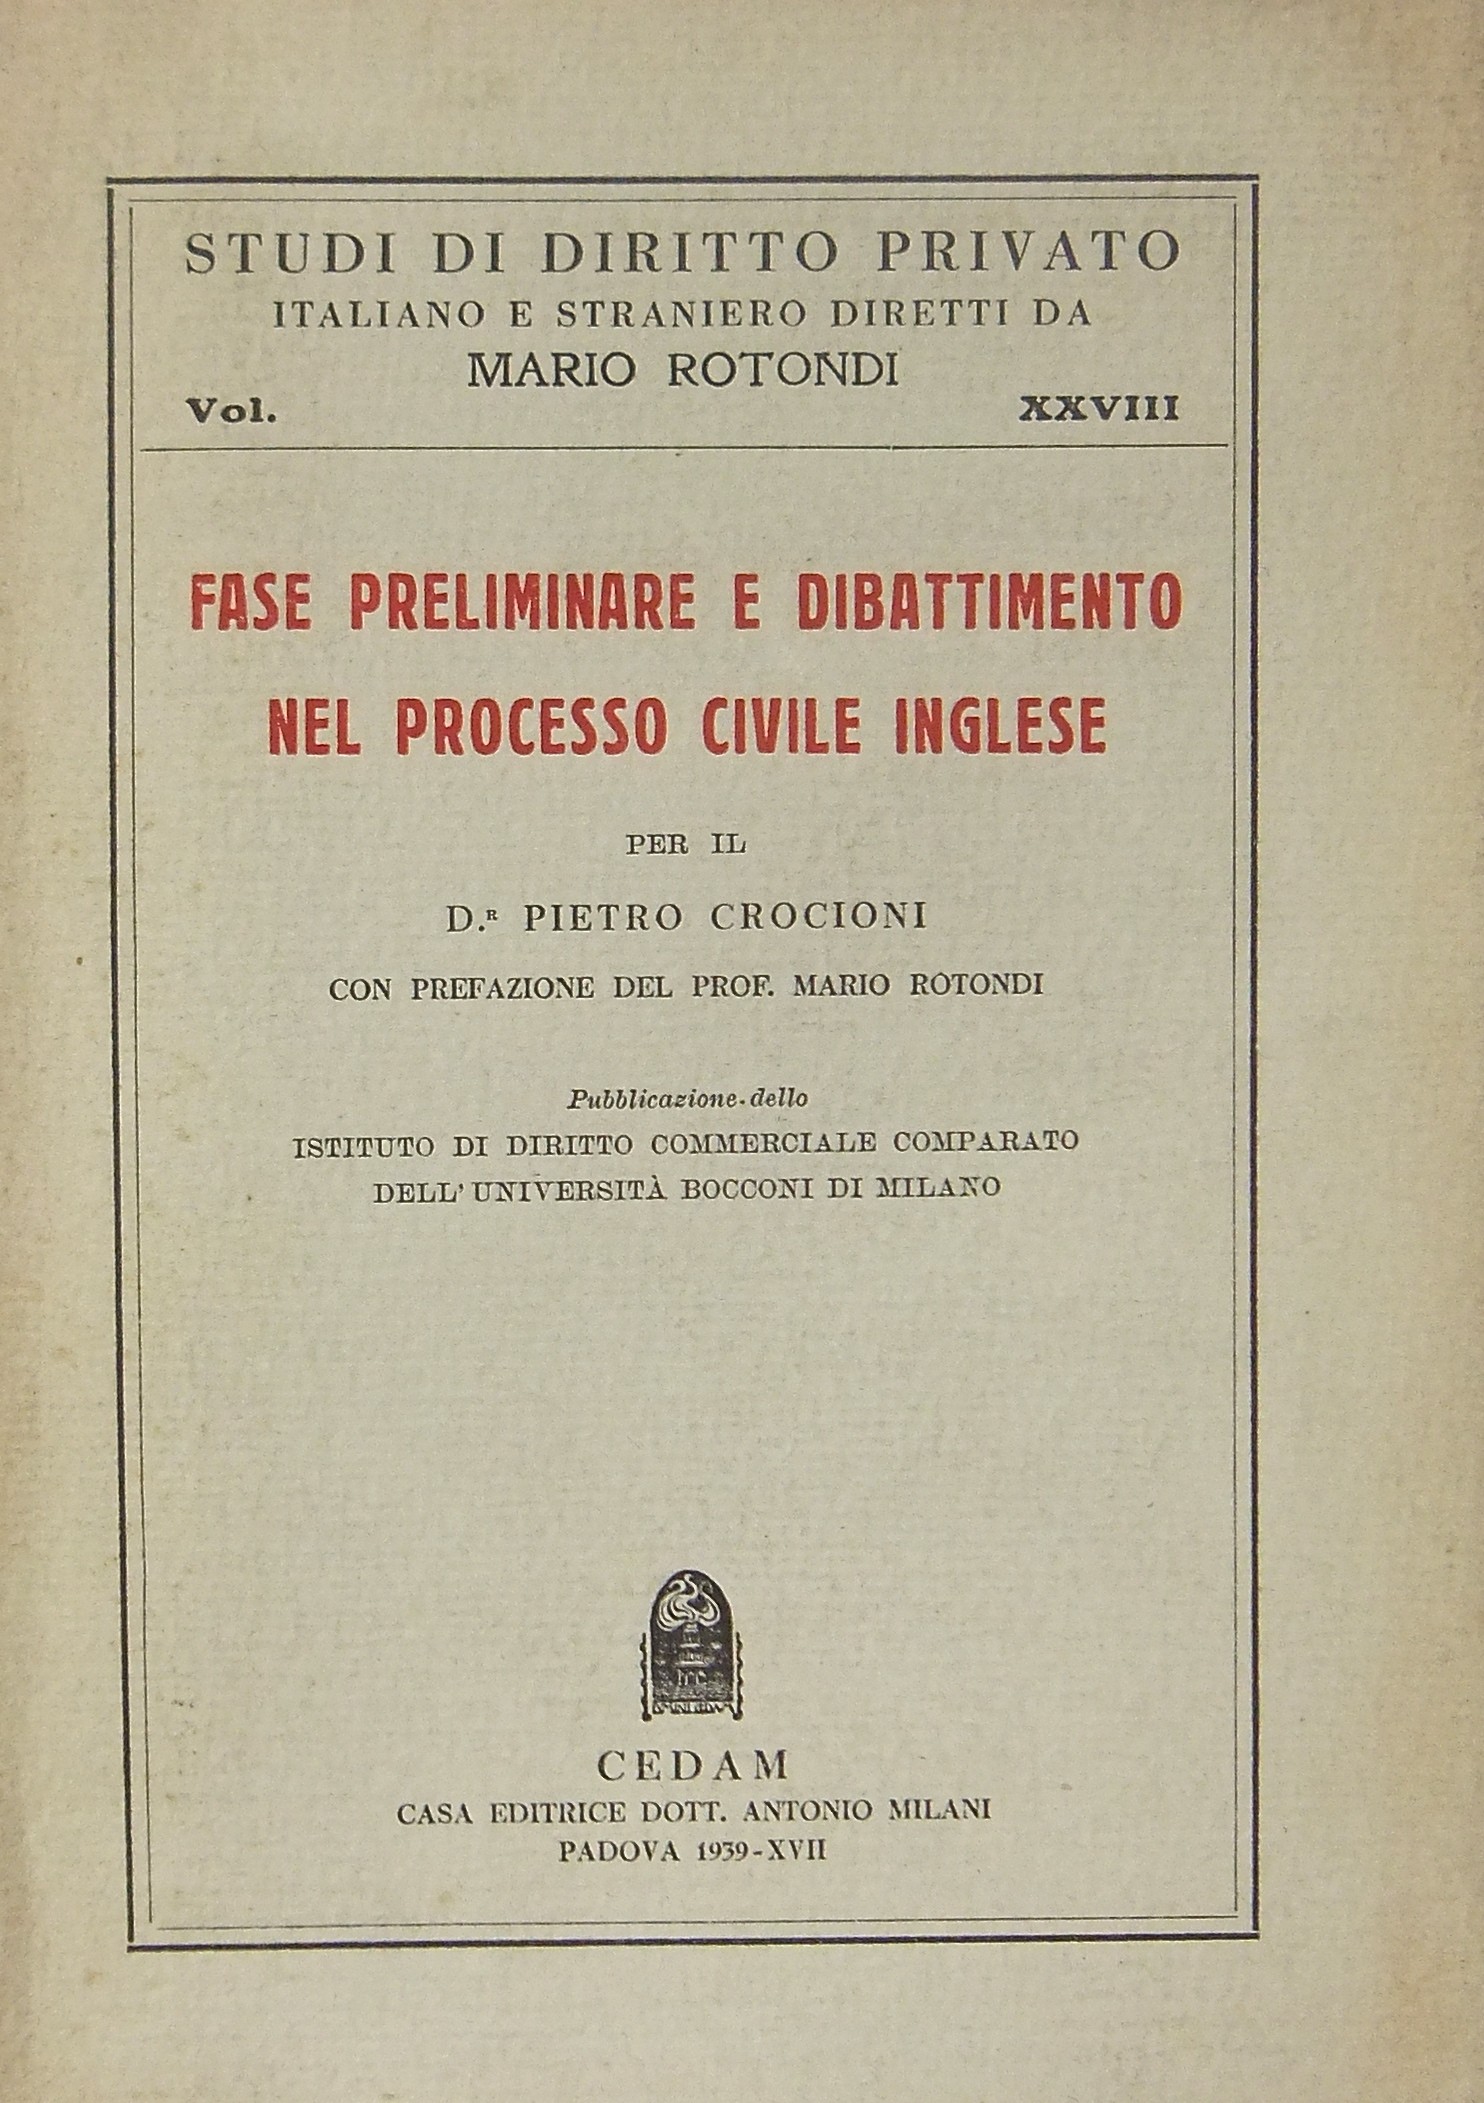 STUDI DI DIRITTO PRIVATO
ITALIANO E STRANIERO DIRETTI DA
MARIO ROTONDI
Vol. XXVIII
FASE PRELIMINARE E DIBATTIMENTO
NEL PROCESSO CIVILE INGLESE
PER IL
D.ᴿ PIETRO CROCIONI
CON PREFAZIONE DEL PROF. MARIO ROTONDI
Pubblicazione dello
ISTITUTO DI DIRITTO COMMERCIALE COMPARATO
DELL' UNIVERSITÀ BOCCONI DI MILANO
CEDAM
CASA EDITRICE DOTT. ANTONIO MILANI
PADOVA 1939-XVII